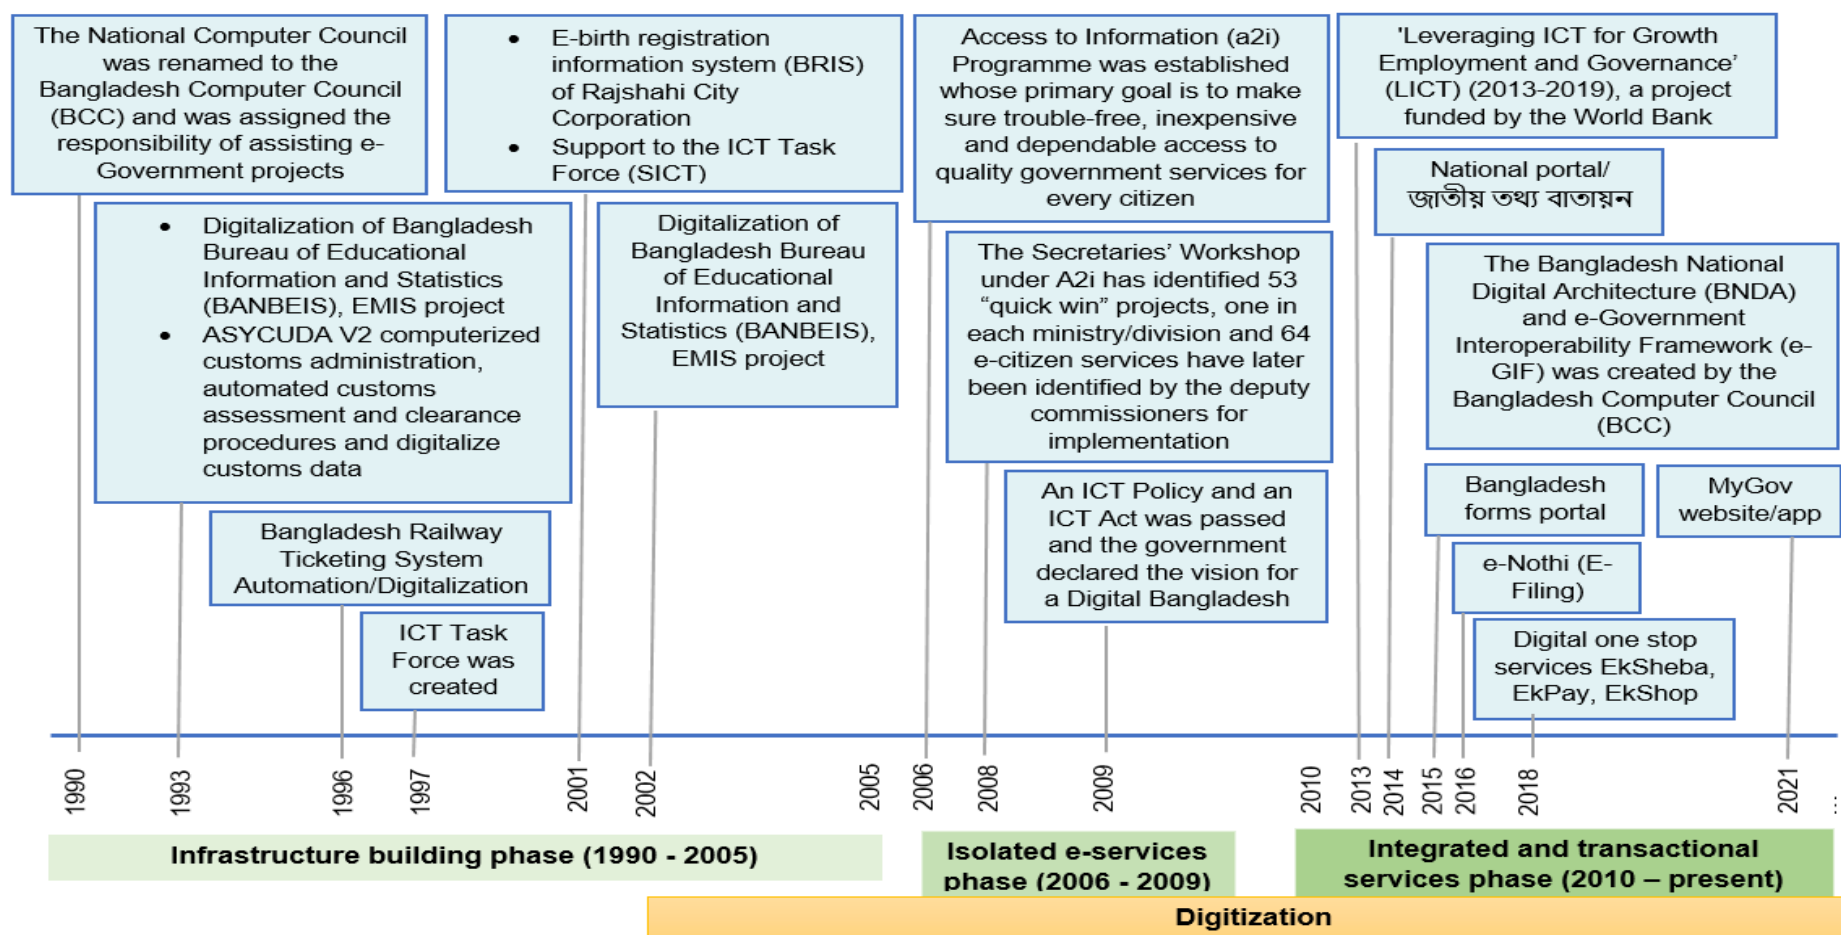 The National Computer Council
was renamed to the
Bangladesh Computer Council
(BCC) and was assigned the
responsibility of assisting e-
Government projects
• E-birth registration
information system (BRIS)
of Rajshahi City
Corporation
• Support to the ICT Task
Force (SICT)
Access to Information (a2i)
Programme was established
whose primary goal is to make
sure trouble-free, inexpensive
and dependable access to
quality government services for
every citizen
'Leveraging ICT for Growth
Employment and Governance’
(LICT) (2013-2019), a project
funded by the World Bank
National portal/
জাতীয় তথ্য বাতায়ন
• Digitalization of Bangladesh
Bureau of Educational
Information and Statistics
(BANBEIS), EMIS project
• ASYCUDA V2 computerized
customs administration,
automated customs
assessment and clearance
procedures and digitalize
customs data
Digitalization of
Bangladesh Bureau
of Educational
Information and
Statistics (BANBEIS),
EMIS project
The Secretaries’ Workshop
under A2i has identified 53
“quick win” projects, one in
each ministry/division and 64
e-citizen services have later
been identified by the deputy
commissioners for
implementation
The Bangladesh National
Digital Architecture (BNDA)
and e-Government
Interoperability Framework (e-
GIF) was created by the
Bangladesh Computer Council
(BCC)
Bangladesh Railway
Ticketing System
Automation/Digitalization
An ICT Policy and an
ICT Act was passed
and the government
declared the vision for
a Digital Bangladesh
Bangladesh
forms portal
MyGov
website/app
e-Nothi (E-
Filing)
ICT Task
Force was
created
Digital one stop
services EkSheba,
EkPay, EkShop
1990
1993
1996
1997
2001
2002
2005
2006
2008
2009
2010
2013
2014
2015
2016
2018
2021
...
Infrastructure building phase (1990 - 2005)
Isolated e-services
phase (2006 - 2009)
Integrated and transactional
services phase (2010 – present)
Digitization